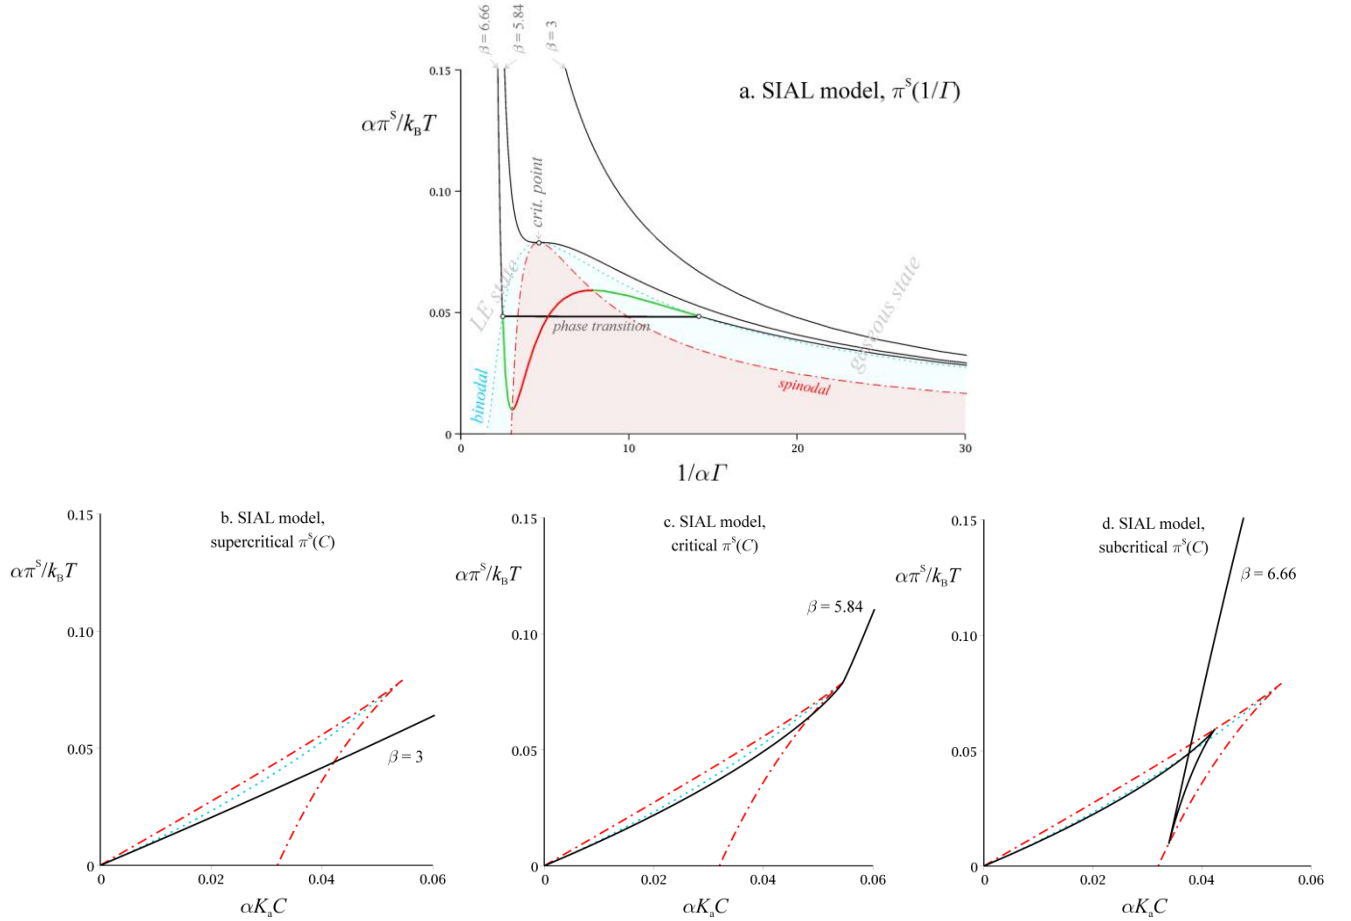 β = 6.66
β = 5.84
β = 3
0.15
a. SIAL model, π^S(1/Γ)
απ^S/k_BT
crit. point
0.10
LE state
gaseous state
0.05
phase transition
binodal
spinodal
0
0
10
20
30
1/αΓ
0.15
b. SIAL model,
supercritical π^S(C)
απ^S/k_BT
0.10
0.05
β = 3
0
0
0.02
0.04
0.06
αK_aC
0.15
c. SIAL model,
critical π^S(C)
απ^S/k_BT
β = 5.84
0.10
0.05
0
0
0.02
0.04
0.06
αK_aC
0.15
d. SIAL model,
subcritical π^S(C)
απ^S/k_BT
β = 6.66
0.10
0.05
0
0
0.02
0.04
0.06
αK_aC